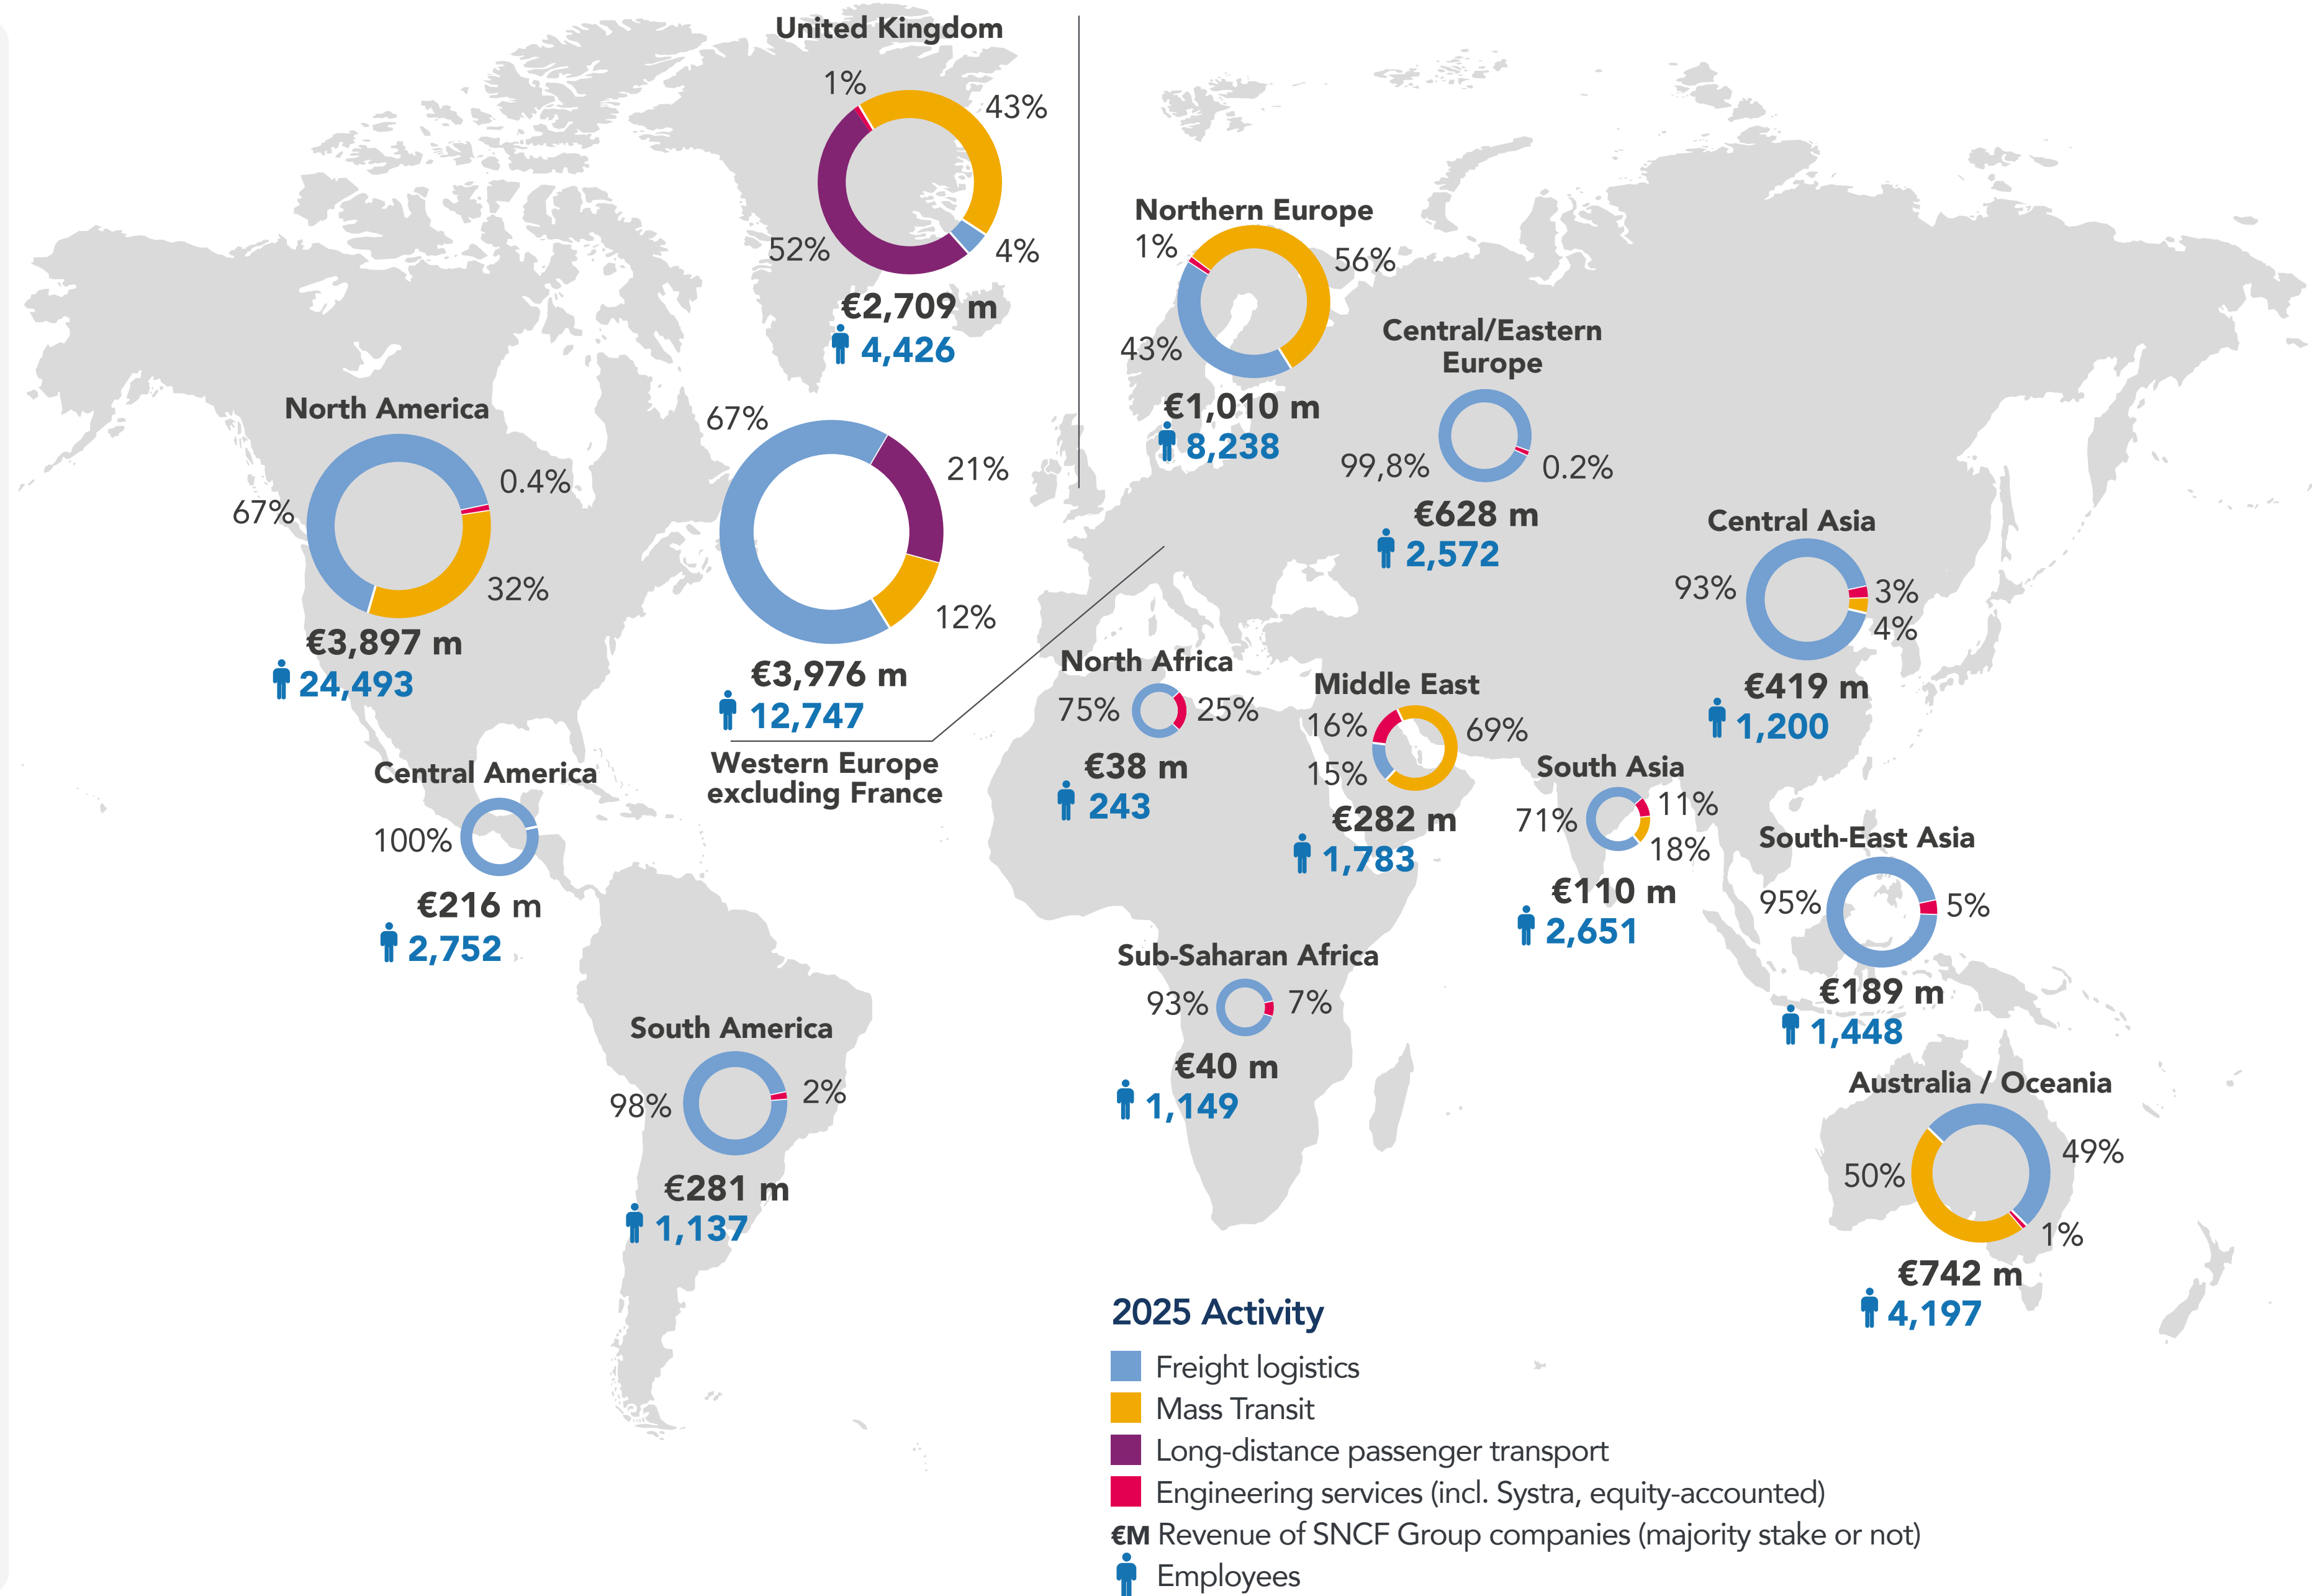 United Kingdom
1%
43%
52%
4%
€2,709 m
4,426
Northern Europe
1%
56%
43%
€1,010 m
8,238
Central/Eastern
Europe
99,8%
0.2%
€628 m
2,572
North America
0.4%
67%
32%
€3,897 m
24,493
67%
21%
12%
€3,976 m
12,747
Western Europe
excluding France
Central Asia
93%
3%
4%
€419 m
1,200
North Africa
75%
25%
€38 m
243
Middle East
16%
69%
15%
€282 m
1,783
South Asia
71%
11%
18%
€110 m
2,651
South-East Asia
95%
5%
€189 m
1,448
Central America
100%
€216 m
2,752
Sub-Saharan Africa
93%
7%
€40 m
1,149
South America
98%
2%
€281 m
1,137
Australia / Oceania
49%
50%
1%
€742 m
4,197
2025 Activity
Freight logistics
Mass Transit
Long-distance passenger transport
Engineering services (incl. Systra, equity-accounted)
€M Revenue of SNCF Group companies (majority stake or not)
Employees